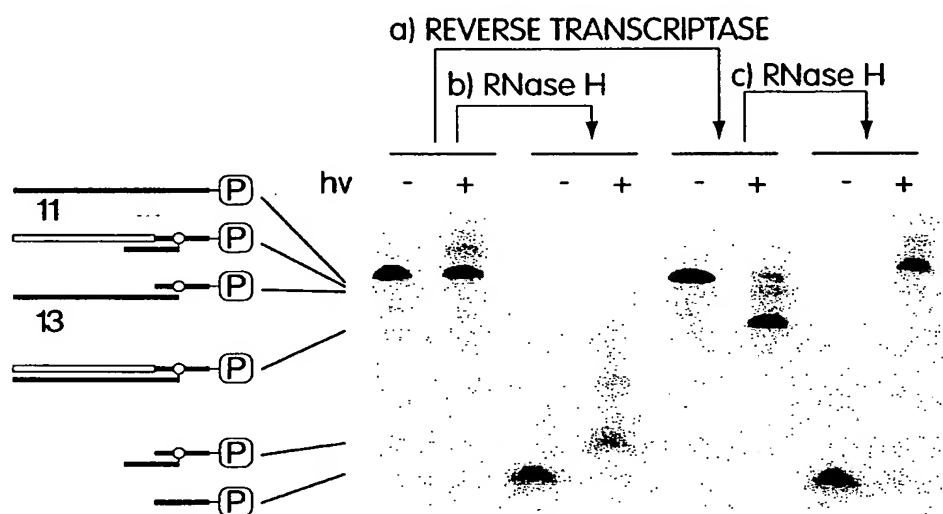 a) REVERSE TRANSCRIPTASE
b) RNase H
c) RNase H
hν - + - + - + - +
P
11
P
P
13
P
P
P